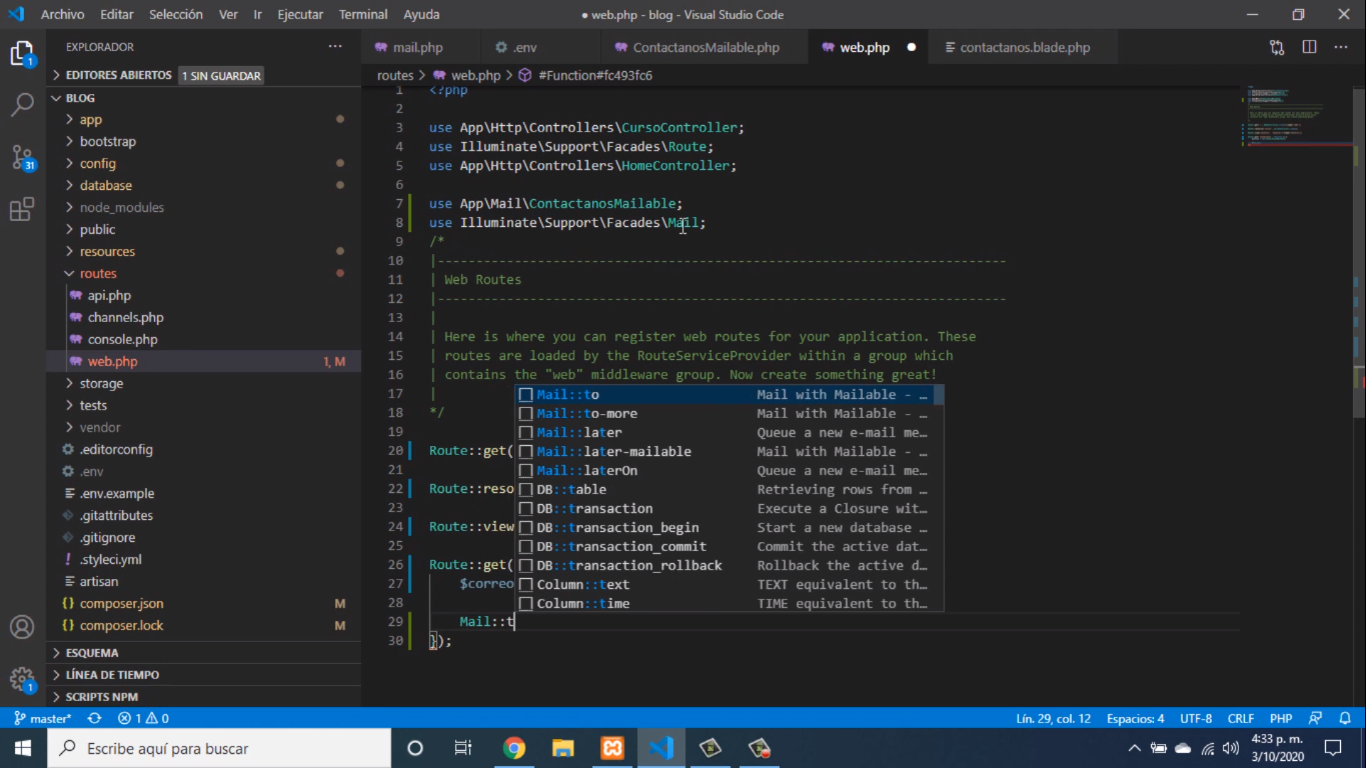 Archivo Editar Selección Ver Ir Ejecutar Terminal Ayuda
● web.php - blog - Visual Studio Code
EXPLORADOR
mail.php .env ContactanosMailable.php web.php ● contactanos.blade.php
EDITORES ABIERTOS 1 SIN GUARDAR
routes > web.php > #Function#fc493fc6
BLOG
app
bootstrap
config
database
node_modules
public
resources
routes
api.php
channels.php
console.php
web.php 1, M
storage
tests
vendor
.editorconfig
.env
.env.example
.gitattributes
.gitignore
.styleci.yml
artisan
composer.json M
composer.lock M
ESQUEMA
LÍNEA DE TIEMPO
SCRIPTS NPM
1
31
1
1 <?php
2
3 use App\Http\Controllers\CursoController;
4 use Illuminate\Support\Facades\Route;
5 use App\Http\Controllers\HomeController;
6
7 use App\Mail\ContactanosMailable;
8 use Illuminate\Support\Facades\Mail;
9 /*
10 |--------------------------------------------------------------------------
11 | Web Routes
12 |--------------------------------------------------------------------------
13 |
14 | Here is where you can register web routes for your application. These
15 | routes are loaded by the RouteServiceProvider within a group which
16 | contains the "web" middleware group. Now create something great!
17 |
18 */
19
20 Route::get(
21
22 Route::reso
23
24 Route::view
25
26 Route::get(
27 $correo
28
29 Mail::t
30 });
Mail::to Mail with Mailable - …
Mail::to-more Mail with Mailable - …
Mail::later Queue a new e-mail me…
Mail::later-mailable Mail with Mailable - …
Mail::laterOn Queue a new e-mail me…
DB::table Retrieving rows from …
DB::transaction Execute a Closure wit…
DB::transaction_begin Start a new database …
DB::transaction_commit Commit the active dat…
DB::transaction_rollback Rollback the active d…
Column::text TEXT equivalent to th…
Column::time TIME equivalent to th…
master* 1 0 Lín. 29, col. 12 Espacios: 4 UTF-8 CRLF PHP
Escribe aquí para buscar
4:33 p. m.
3/10/2020